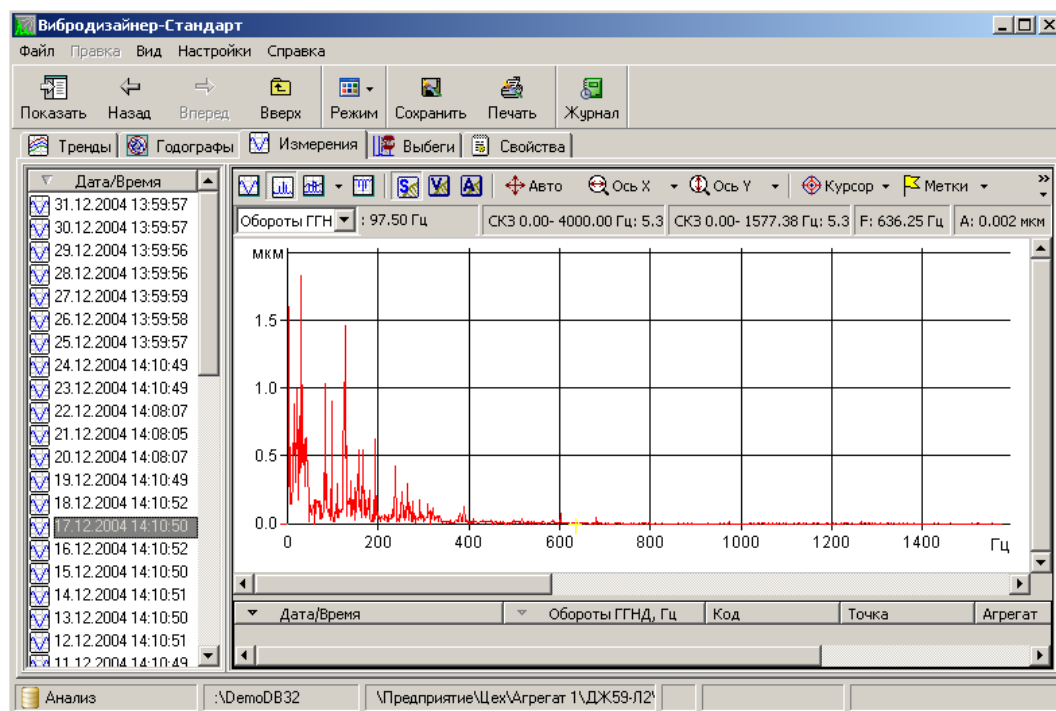 Вибродизайнер-Стандарт
Файл Правка Вид Настройки Справка
Показать Назад Вперед Вверх Режим Сохранить Печать Журнал
Тренды Годографы Измерения Выбеги Свойства
Дата/Время
31.12.2004 13:59:57
30.12.2004 13:59:57
29.12.2004 13:59:56
28.12.2004 13:59:56
27.12.2004 13:59:59
26.12.2004 13:59:58
25.12.2004 13:59:57
24.12.2004 14:10:49
23.12.2004 14:10:49
22.12.2004 14:08:07
21.12.2004 14:08:05
20.12.2004 14:08:07
19.12.2004 14:10:49
18.12.2004 14:10:52
17.12.2004 14:10:50
16.12.2004 14:10:52
15.12.2004 14:10:50
14.12.2004 14:10:51
13.12.2004 14:10:50
12.12.2004 14:10:51
11.12.2004 14:10:49
S V A Авто Ось X Ось Y Курсор Метки »
Обороты ГГН : 97.50 Гц СКЗ 0.00- 4000.00 Гц: 5.3 СКЗ 0.00- 1577.38 Гц: 5.3 F: 636.25 Гц A: 0.002 мкм
мкм
1.5
1.0
0.5
0.0
0 200 400 600 800 1000 1200 1400 Гц
Дата/Время Обороты ГГНД, Гц Код Точка Агрегат
Анализ :\DemoDB32 \Предприятие\Цех\Агрегат 1\ДЖ59-Л2\